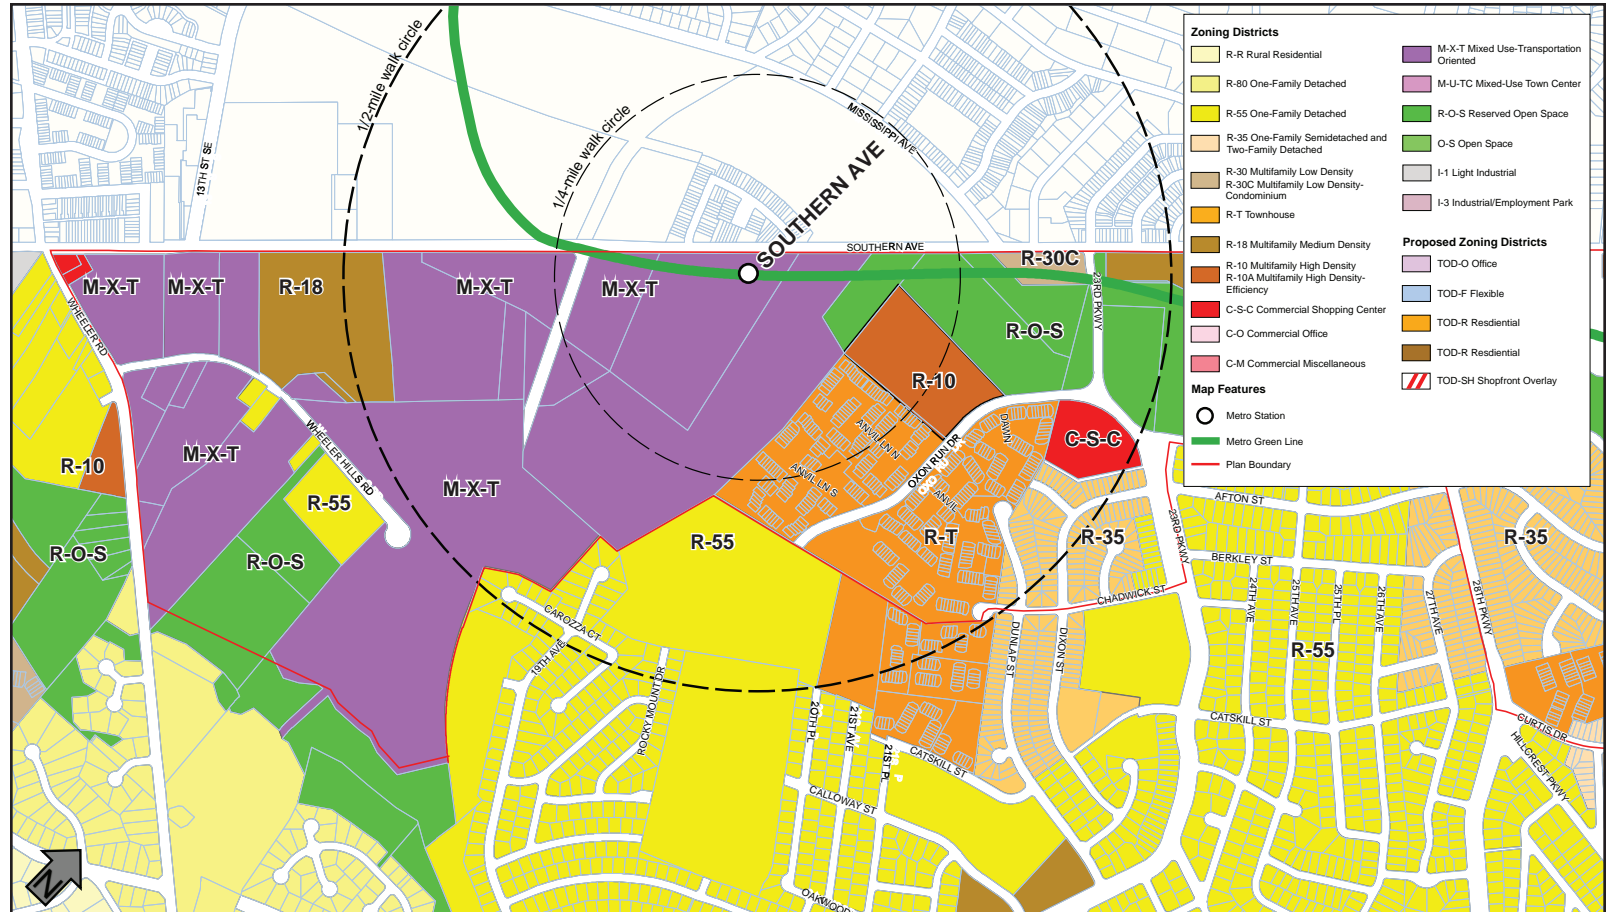 1/2-mile walk circle
1/4-mile walk circle
13TH ST SE
MISSISSIPPI AVE
SOUTHERN AVE
SOUTHERN AVE
R-30C
23RD PKWY
M-X-T
M-X-T
R-18
M-X-T
M-X-T
R-O-S
WHEELER RD
R-10
DAWN
C-S-C
ANVIL LN N
OXON RUN DR
M-X-T
WHEELER HILLS RD
R-10
M-X-T
ANVIL LN S
ANVIL
R-55
R-O-S
R-O-S
R-55
R-T
R-35
23RD PKWY
AFTON ST
R-35
BERKLEY ST
CHADWICK ST
24TH AVE
25TH AVE
25TH PL
26TH AVE
27TH AVE
28TH PKWY
CAROZZA CT
19TH AVE
DUNLAP ST
DIXON ST
R-55
ROCKY MOUNT DR
20TH PL
21ST AVE
21ST PL
CATSKILL ST
CATSKILL ST
CURTIS DR
HILLCREST PKWY
CALLOWAY ST
OAKWOOD
N
Zoning Districts
R-R Rural Residential
R-80 One-Family Detached
R-55 One-Family Detached
R-35 One-Family Semidetached and
Two-Family Detached
R-30 Multifamily Low Density
R-30C Multifamily Low Density-
Condominium
R-T Townhouse
R-18 Multifamily Medium Density
R-10 Multifamily High Density
R-10A Multifamily High Density-
Efficiency
C-S-C Commercial Shopping Center
C-O Commercial Office
C-M Commercial Miscellaneous
Map Features
Metro Station
Metro Green Line
Plan Boundary
M-X-T Mixed Use-Transportation
Oriented
M-U-TC Mixed-Use Town Center
R-O-S Reserved Open Space
O-S Open Space
I-1 Light Industrial
I-3 Industrial/Employment Park
Proposed Zoning Districts
TOD-O Office
TOD-F Flexible
TOD-R Resdiential
TOD-R Resdiential
TOD-SH Shopfront Overlay